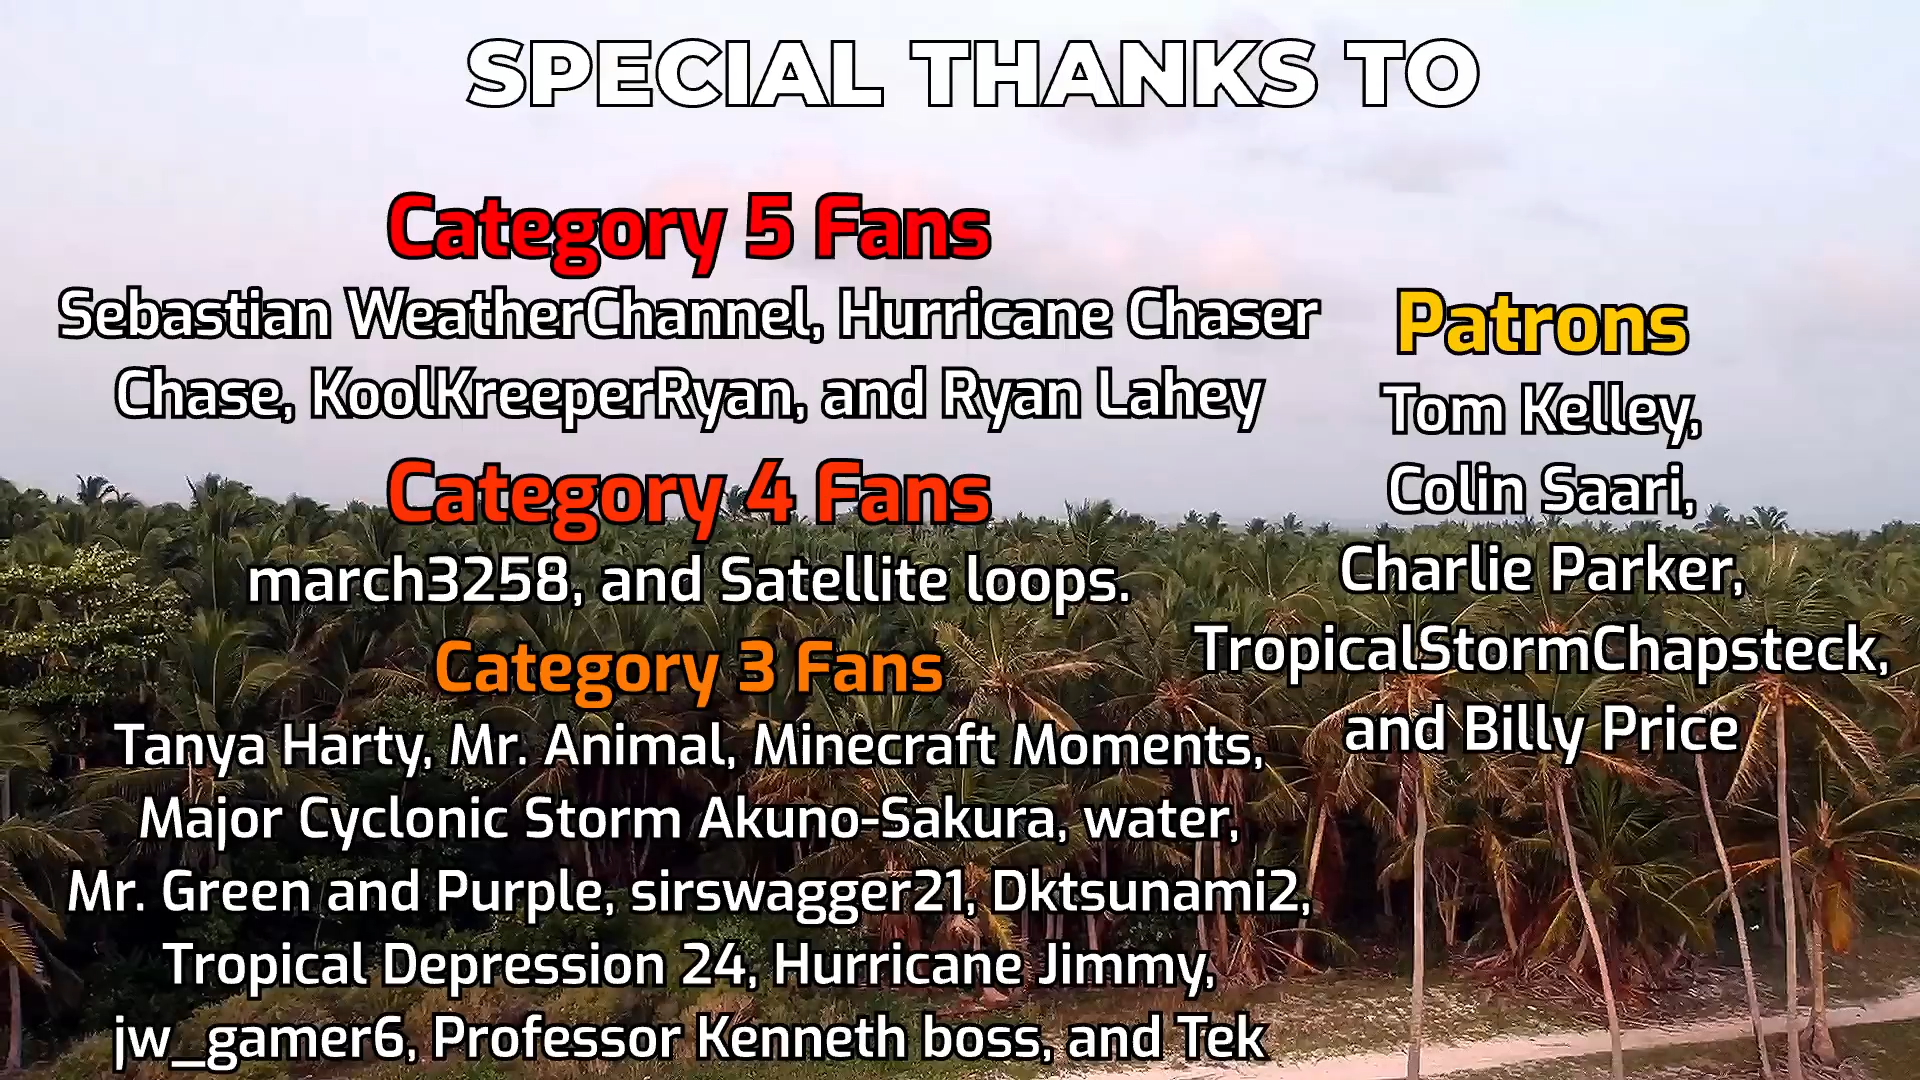 SPECIAL THANKS TO
Category 5 Fans
Sebastian WeatherChannel, Hurricane Chaser
Chase, KoolKreeperRyan, and Ryan Lahey
Category 4 Fans
march3258, and Satellite loops.
Category 3 Fans
Tanya Harty, Mr. Animal, Minecraft Moments,
Major Cyclonic Storm Akuno-Sakura, water,
Mr. Green and Purple, sirswagger21, Dktsunami2,
Tropical Depression 24, Hurricane Jimmy,
jw_gamer6, Professor Kenneth boss, and Tek
Patrons
Tom Kelley,
Colin Saari,
Charlie Parker,
TropicalStormChapsteck,
and Billy Price